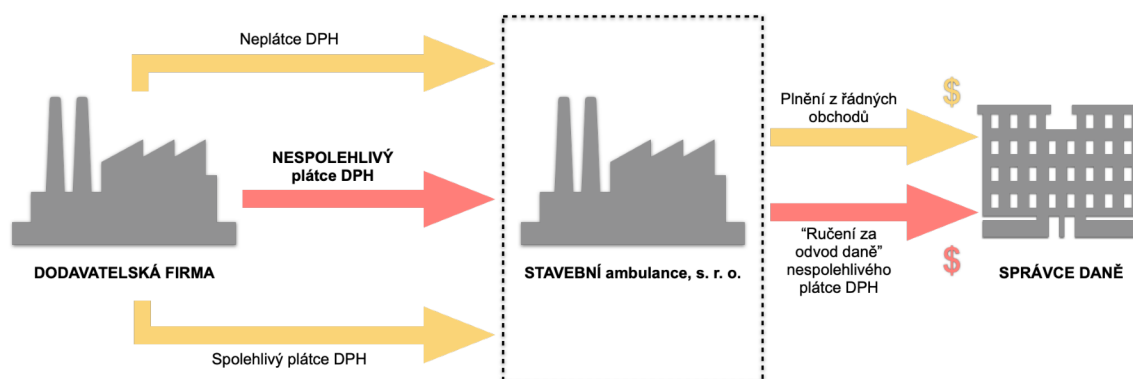 Neplátce DPH
NESPOLEHLIVÝ
plátce DPH
DODAVATELSKÁ FIRMA
Spolehlivý plátce DPH
STAVEBNÍ ambulance, s. r. o.
Plnění z řádných
obchodů
$
“Ručení za
odvod daně”
nespolehlivého
plátce DPH
$
SPRÁVCE DANĚ